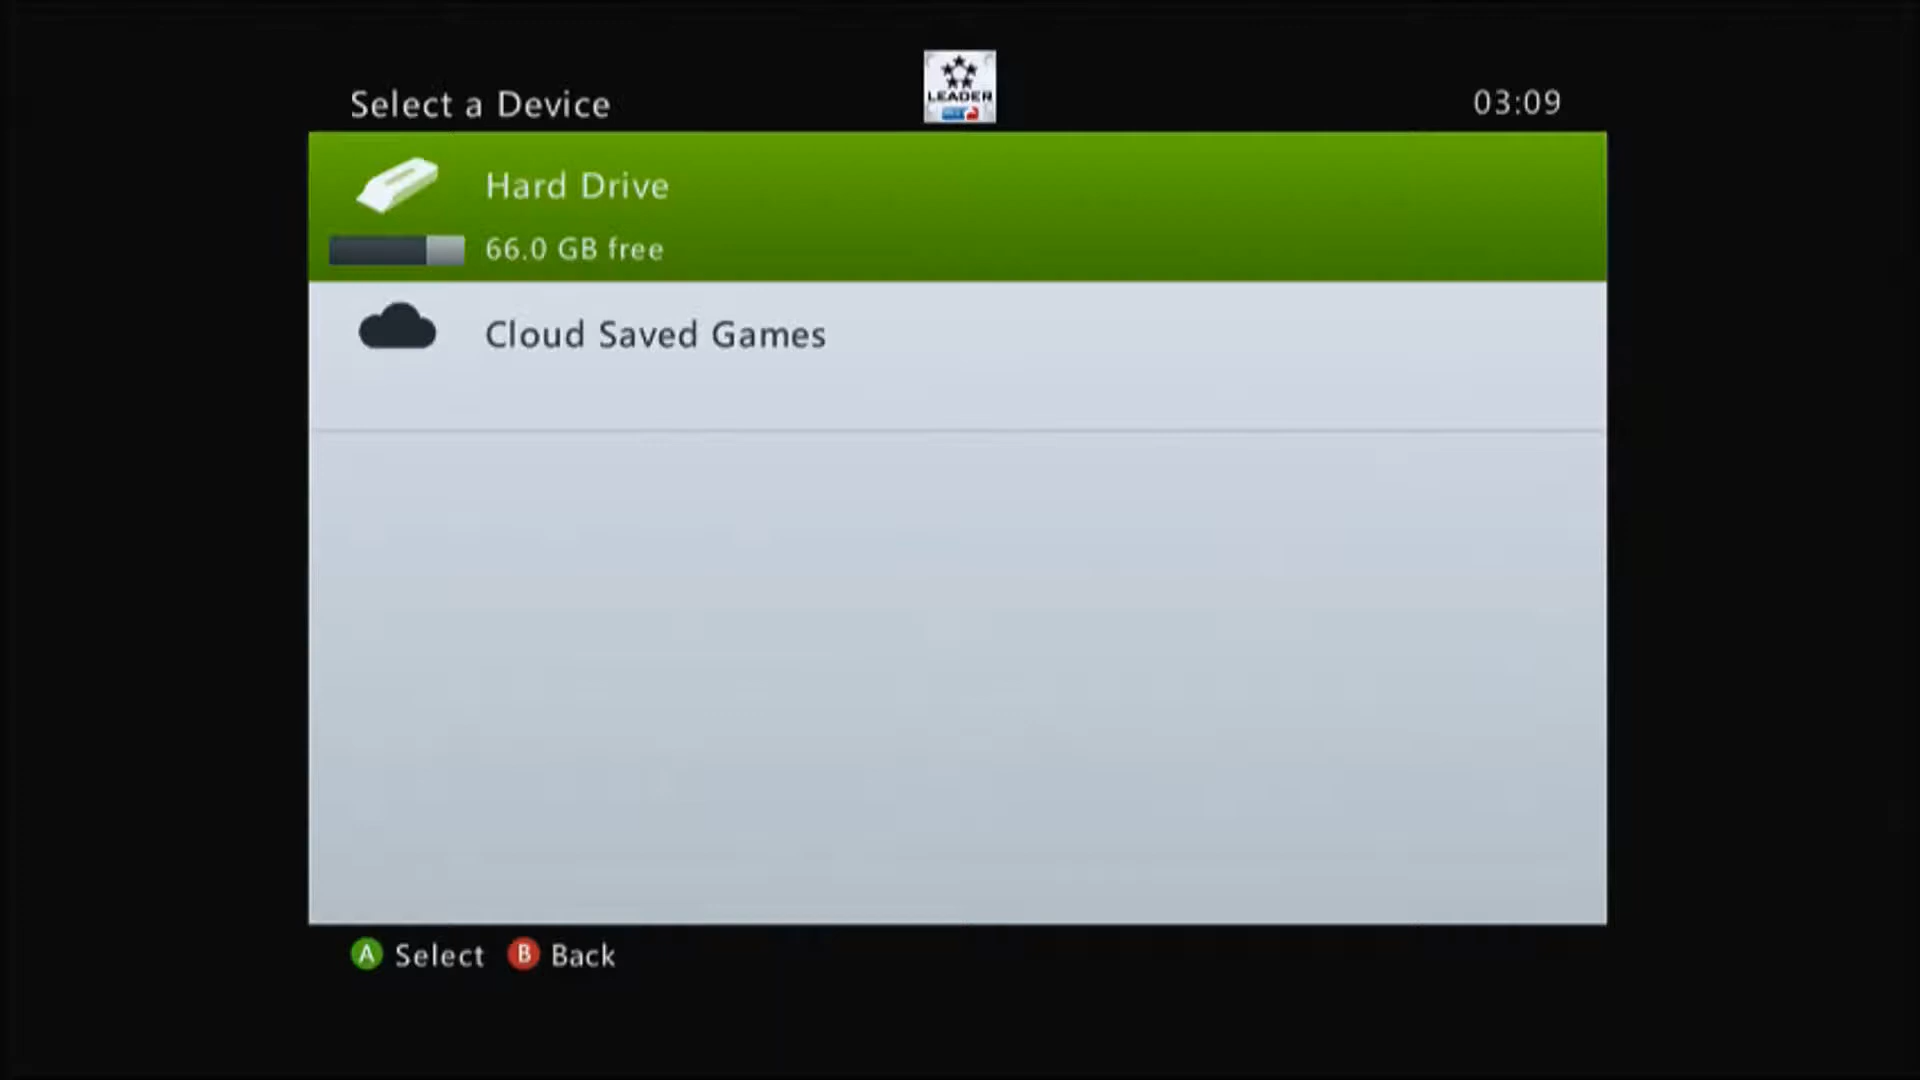 Select a Device
LEADER
03:09
Hard Drive
66.0 GB free
Cloud Saved Games
A Select B Back